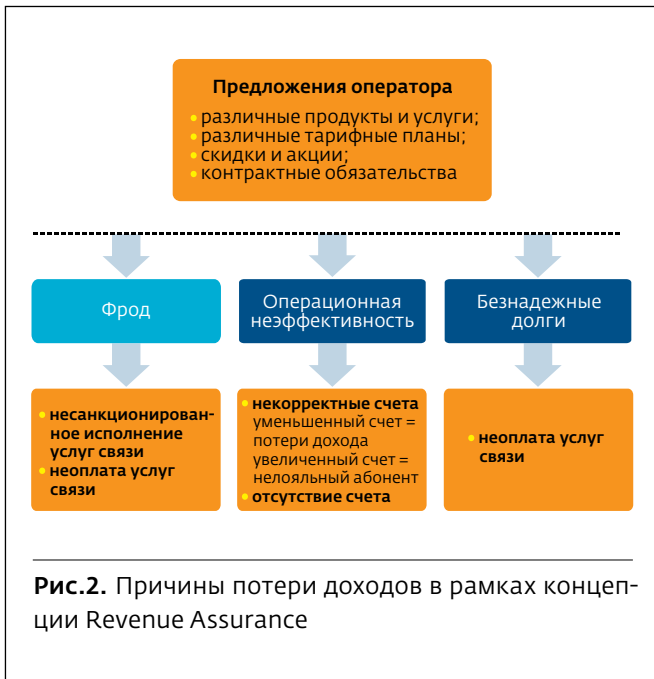 Предложения оператора
• различные продукты и услуги;
• различные тарифные планы;
• скидки и акции;
• контрактные обязательства
Фрод
Операционная
неэффективность
Безнадежные
долги
• несанкционирован-
ное исполнение
услуг связи
• неоплата услуг
связи
• некорректные счета
уменьшенный счет =
потери дохода
увеличенный счет =
нелояльный абонент
• отсутствие счета
• неоплата услуг
связи
Рис.2. Причины потери доходов в рамках концеп-
ции Revenue Assurance